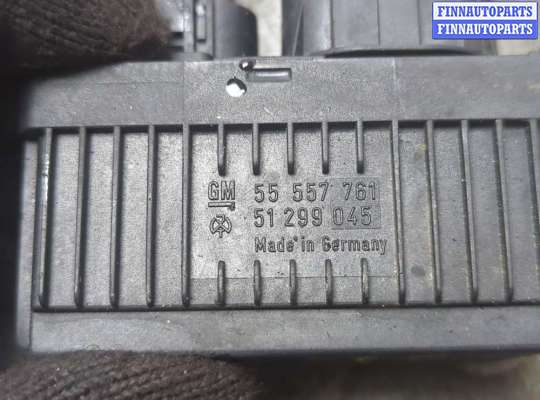 FINNAUTOPARTS
FINNAUTOPARTS
GM 55 557 761
51 299 045
Made in Germany